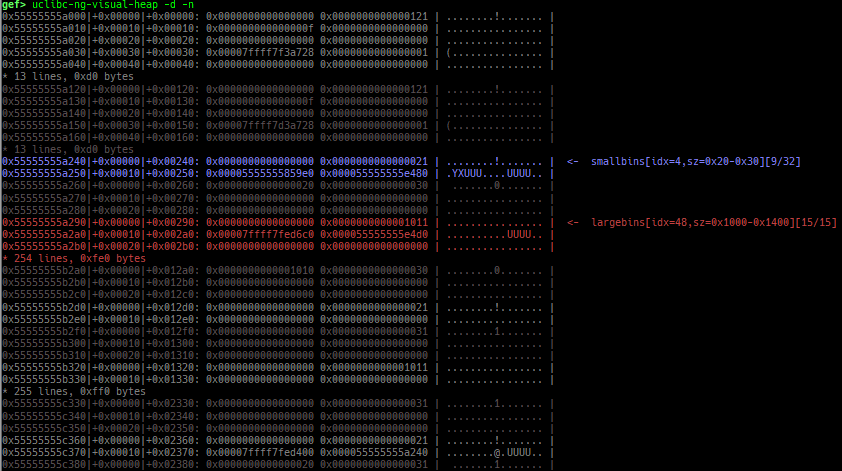 gef> uclibc-ng-visual-heap -d -n
0x55555555a000|+0x00000|+0x00000: 0x0000000000000000 0x0000000000000121 | ........!....... |
0x55555555a010|+0x00010|+0x00010: 0x000000000000000f 0x0000000000000000 | ................ |
0x55555555a020|+0x00020|+0x00020: 0x0000000000000000 0x0000000000000000 | ................ |
0x55555555a030|+0x00030|+0x00030: 0x00007ffff7f3a728 0x0000000000000001 | (............... |
0x55555555a040|+0x00040|+0x00040: 0x0000000000000000 0x0000000000000000 | ................ |
* 13 lines, 0xd0 bytes
0x55555555a120|+0x00000|+0x00120: 0x0000000000000000 0x0000000000000121 | ........!....... |
0x55555555a130|+0x00010|+0x00130: 0x000000000000000f 0x0000000000000000 | ................ |
0x55555555a140|+0x00020|+0x00140: 0x0000000000000000 0x0000000000000000 | ................ |
0x55555555a150|+0x00030|+0x00150: 0x00007ffff7d3a728 0x0000000000000001 | (............... |
0x55555555a160|+0x00040|+0x00160: 0x0000000000000000 0x0000000000000000 | ................ |
* 13 lines, 0xd0 bytes
0x55555555a240|+0x00000|+0x00240: 0x0000000000000000 0x0000000000000021 | ........!....... | <- smallbins[idx=4,sz=0x20-0x30][9/32]
0x55555555a250|+0x00010|+0x00250: 0x00005555555859e0 0x000055555555e480 | .YXUUU....UUUU.. |
0x55555555a260|+0x00000|+0x00260: 0x0000000000000020 0x0000000000000030 |  .......0....... |
0x55555555a270|+0x00010|+0x00270: 0x0000000000000000 0x0000000000000000 | ................ |
0x55555555a280|+0x00020|+0x00280: 0x0000000000000000 0x0000000000000000 | ................ |
0x55555555a290|+0x00000|+0x00290: 0x0000000000000000 0x0000000000001011 | ................ | <- largebins[idx=48,sz=0x1000-0x1400][15/15]
0x55555555a2a0|+0x00010|+0x002a0: 0x00007ffff7fed6c0 0x000055555555e4d0 | ..........UUUU.. |
0x55555555a2b0|+0x00020|+0x002b0: 0x0000000000000000 0x0000000000000000 | ................ |
* 254 lines, 0xfe0 bytes
0x55555555b2a0|+0x00000|+0x012a0: 0x0000000000001010 0x0000000000000030 | ........0....... |
0x55555555b2b0|+0x00010|+0x012b0: 0x0000000000000000 0x0000000000000000 | ................ |
0x55555555b2c0|+0x00020|+0x012c0: 0x0000000000000000 0x0000000000000000 | ................ |
0x55555555b2d0|+0x00000|+0x012d0: 0x0000000000000000 0x0000000000000021 | ........!....... |
0x55555555b2e0|+0x00010|+0x012e0: 0x0000000000000000 0x0000000000000000 | ................ |
0x55555555b2f0|+0x00000|+0x012f0: 0x0000000000000000 0x0000000000000031 | ........1....... |
0x55555555b300|+0x00010|+0x01300: 0x0000000000000000 0x0000000000000000 | ................ |
0x55555555b310|+0x00020|+0x01310: 0x0000000000000000 0x0000000000000000 | ................ |
0x55555555b320|+0x00000|+0x01320: 0x0000000000000000 0x0000000000001011 | ................ |
0x55555555b330|+0x00010|+0x01330: 0x0000000000000000 0x0000000000000000 | ................ |
* 255 lines, 0xff0 bytes
0x55555555c330|+0x00000|+0x02330: 0x0000000000000000 0x0000000000000031 | ........1....... |
0x55555555c340|+0x00010|+0x02340: 0x0000000000000000 0x0000000000000000 | ................ |
0x55555555c350|+0x00020|+0x02350: 0x0000000000000000 0x0000000000000000 | ................ |
0x55555555c360|+0x00000|+0x02360: 0x0000000000000000 0x0000000000000021 | ........!....... |
0x55555555c370|+0x00010|+0x02370: 0x00007ffff7fed400 0x000055555555a240 | ........@.UUUU.. |
0x55555555c380|+0x00000|+0x02380: 0x0000000000000020 0x0000000000000031 |  .......1....... |